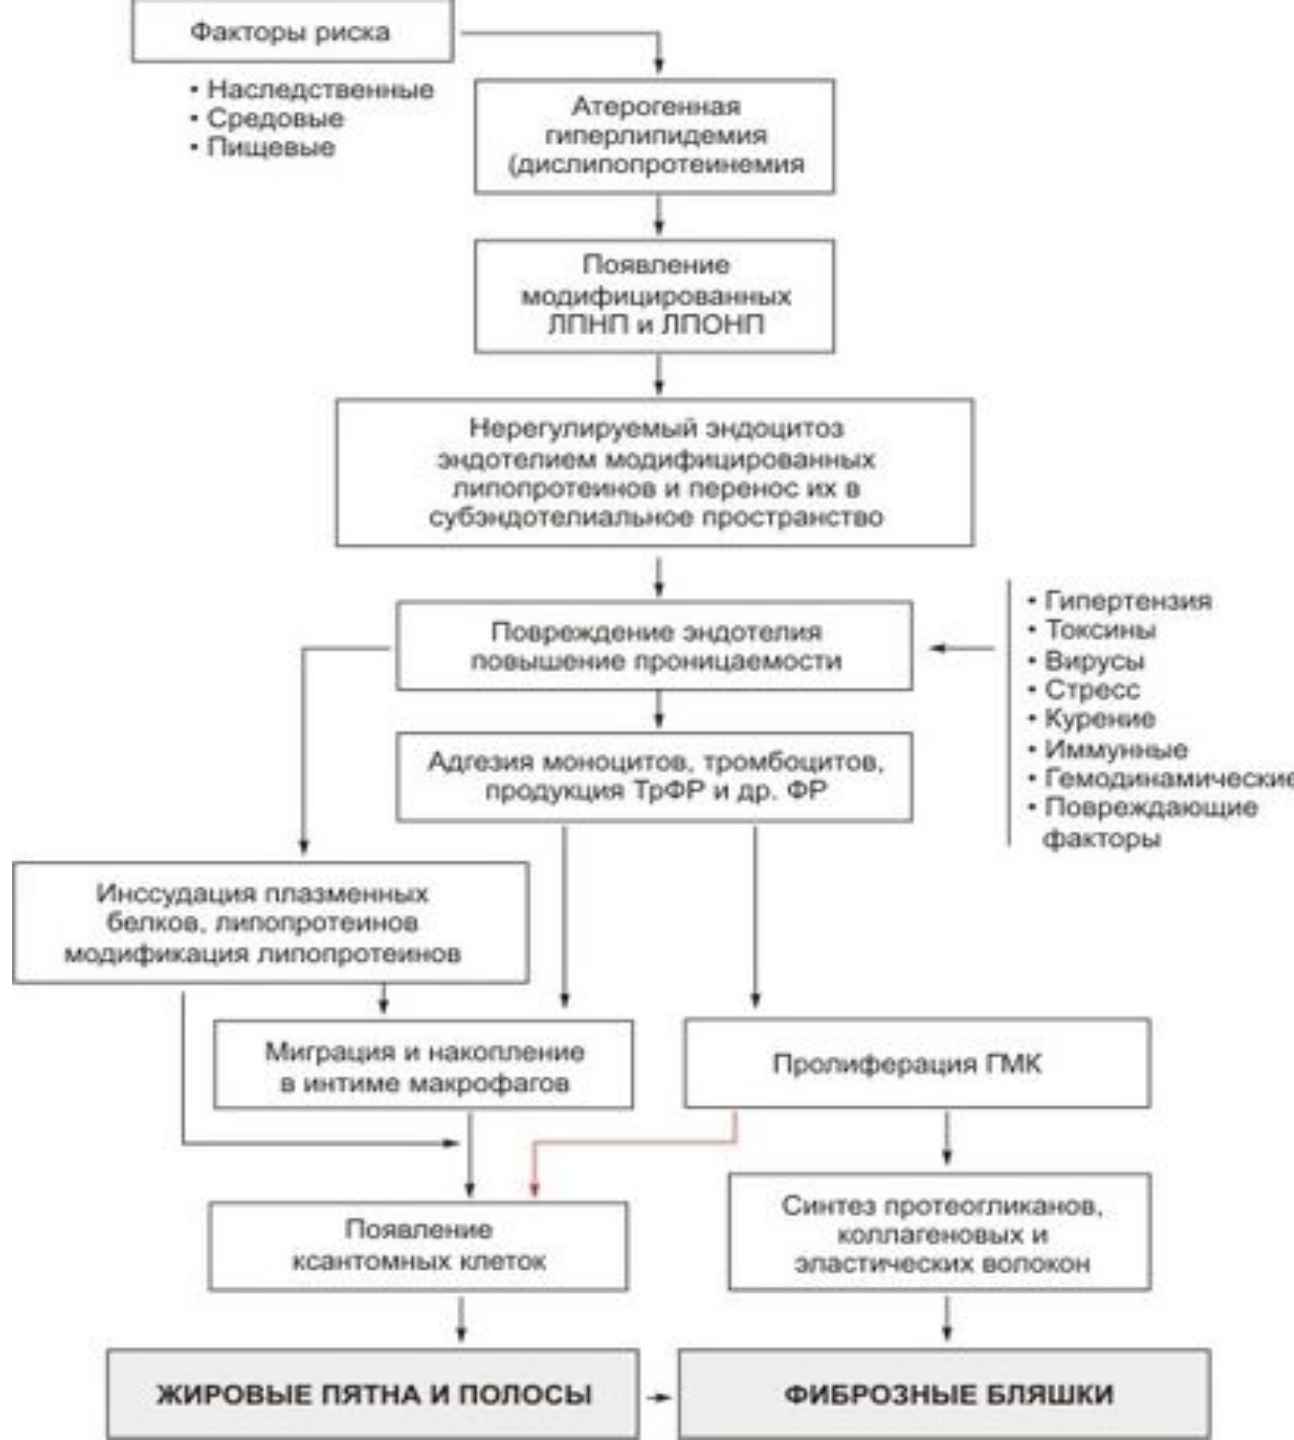 Факторы риска
• Наследственные
• Средовые
• Пищевые
Атерогенная
гиперлипидемия
(дислипопротеинемия
Появление
модифицированных
ЛПНП и ЛПОНП
Нерегулируемый эндоцитоз
эндотелием модифицированных
липопротеинов и перенос их в
субэндотелиальное пространство
Повреждение эндотелия
повышение проницаемости
• Гипертензия
• Токсины
• Вирусы
• Стресс
• Курение
• Иммунные
• Гемодинамические
• Повреждающие
факторы
Адгезия моноцитов, тромбоцитов,
продукция ТрФР и др. ФР
Инссудация плазменных
белков, липопротеинов
модификация липопротеинов
Миграция и накопление
в интиме макрофагов
Пролиферация ГМК
Появление
ксантомных клеток
Синтез протеогликанов,
коллагеновых и
эластических волокон
ЖИРОВЫЕ ПЯТНА И ПОЛОСЫ
ФИБРОЗНЫЕ БЛЯШКИ